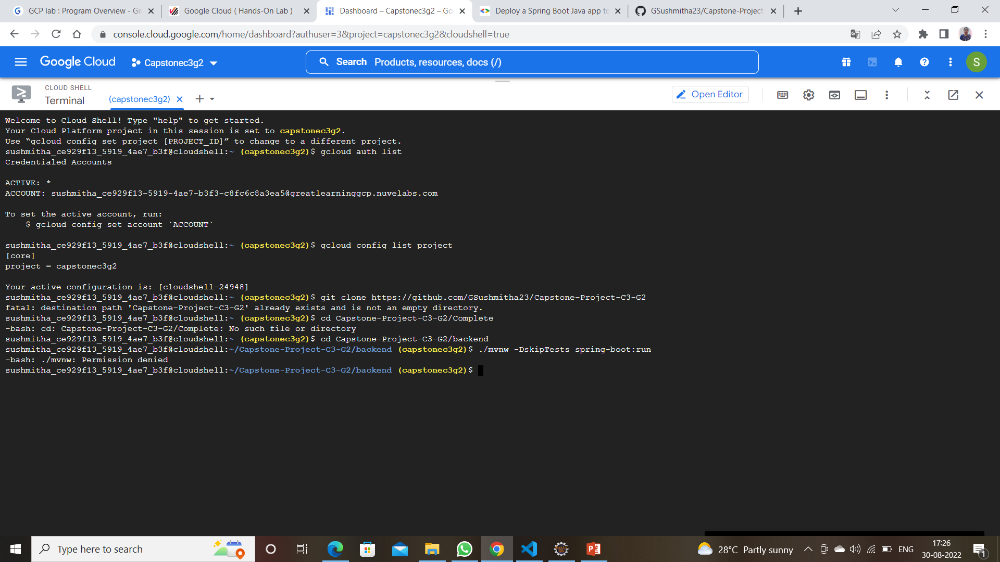 GCP lab : Program Overview - Gr
Google Cloud ( Hands-On Lab )
Dashboard – Capstonec3g2 – Go
Deploy a Spring Boot Java app to
GSushmitha23/Capstone-Project-
console.cloud.google.com/home/dashboard?authuser=3&project=capstonec3g2&cloudshell=true
Google Cloud
Capstonec3g2
Search Products, resources, docs (/)
S
CLOUD SHELL
Terminal
(capstonec3g2)
Open Editor
Welcome to Cloud Shell! Type "help" to get started.
Your Cloud Platform project in this session is set to capstonec3g2.
Use “gcloud config set project [PROJECT_ID]” to change to a different project.
sushmitha_ce929f13_5919_4ae7_b3f@cloudshell:~ (capstonec3g2)$ gcloud auth list
Credentialed Accounts
ACTIVE: *
ACCOUNT: sushmitha_ce929f13-5919-4ae7-b3f3-c8fc6c8a3ea5@greatlearninggcp.nuvelabs.com
To set the active account, run:
$ gcloud config set account `ACCOUNT`
sushmitha_ce929f13_5919_4ae7_b3f@cloudshell:~ (capstonec3g2)$ gcloud config list project
[core]
project = capstonec3g2
Your active configuration is: [cloudshell-24948]
sushmitha_ce929f13_5919_4ae7_b3f@cloudshell:~ (capstonec3g2)$ git clone https://github.com/GSushmitha23/Capstone-Project-C3-G2
fatal: destination path 'Capstone-Project-C3-G2' already exists and is not an empty directory.
sushmitha_ce929f13_5919_4ae7_b3f@cloudshell:~ (capstonec3g2)$ cd Capstone-Project-C3-G2/Complete
-bash: cd: Capstone-Project-C3-G2/Complete: No such file or directory
sushmitha_ce929f13_5919_4ae7_b3f@cloudshell:~ (capstonec3g2)$ cd Capstone-Project-C3-G2/backend
sushmitha_ce929f13_5919_4ae7_b3f@cloudshell:~/Capstone-Project-C3-G2/backend (capstonec3g2)$ ./mvnw -DskipTests spring-boot:run
-bash: ./mvnw: Permission denied
sushmitha_ce929f13_5919_4ae7_b3f@cloudshell:~/Capstone-Project-C3-G2/backend (capstonec3g2)$
Type here to search
28°C Partly sunny
ENG
17:26
30-08-2022
1